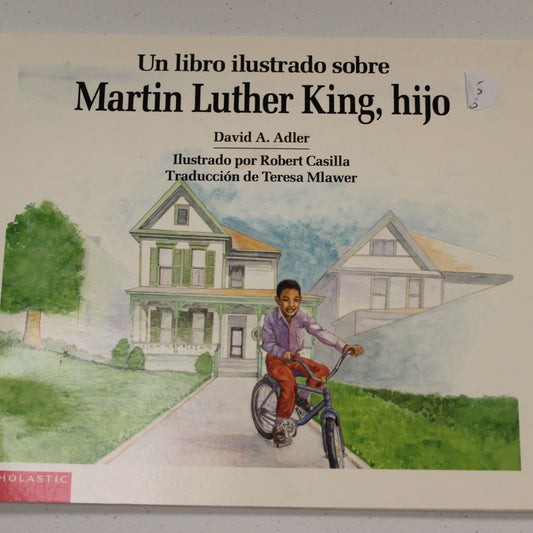 Un libro ilustrado sobre
Martin Luther King, hijo
5
David A. Adler
Ilustrado por Robert Casilla
Traducción de Teresa Mlawer
HOLASTIC